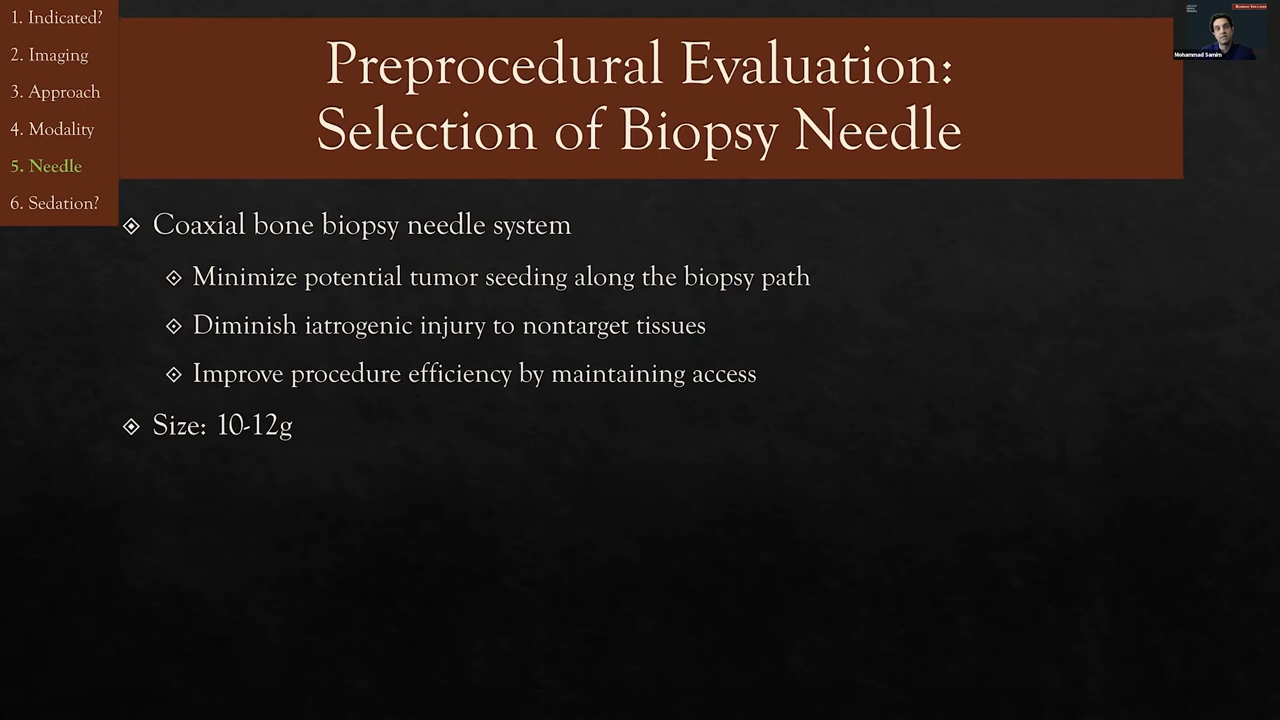 1. Indicated?
2. Imaging
3. Approach
4. Modality
5. Needle
6. Sedation?
Preprocedural Evaluation:
Selection of Biopsy Needle
Coaxial bone biopsy needle system
Minimize potential tumor seeding along the biopsy path
Diminish iatrogenic injury to nontarget tissues
Improve procedure efficiency by maintaining access
Size: 10-12g
Mohammad Samim